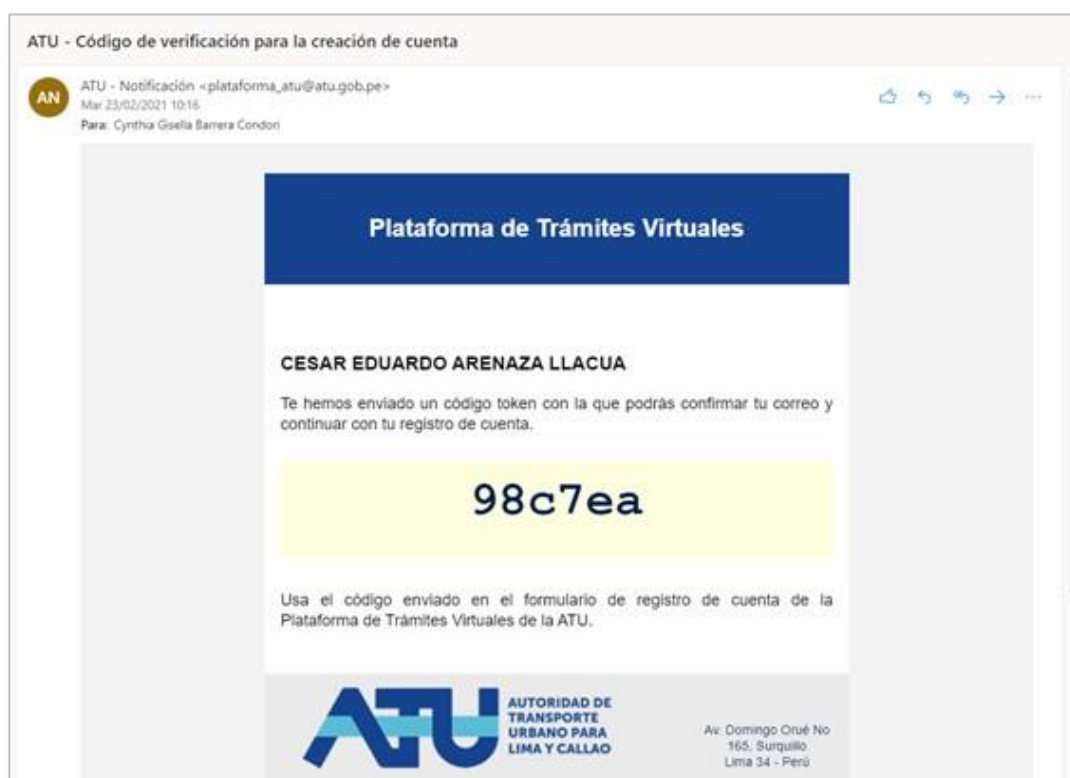 ATU - Código de verificación para la creación de cuenta
AN
ATU - Notificación <plataforma_atu@atu.gob.pe>
Mar 23/02/2021 10:16
Para: Cynthia Gisella Barrera Condori
Plataforma de Trámites Virtuales
CESAR EDUARDO ARENAZA LLACUA
Te hemos enviado un código token con la que podrás confirmar tu correo y
continuar con tu registro de cuenta.
98c7ea
Usa el código enviado en el formulario de registro de cuenta de la
Plataforma de Trámites Virtuales de la ATU.
ATU
AUTORIDAD DE
TRANSPORTE
URBANO PARA
LIMA Y CALLAO
Av. Domingo Orué No
165, Surquillo
Lima 34 - Perú